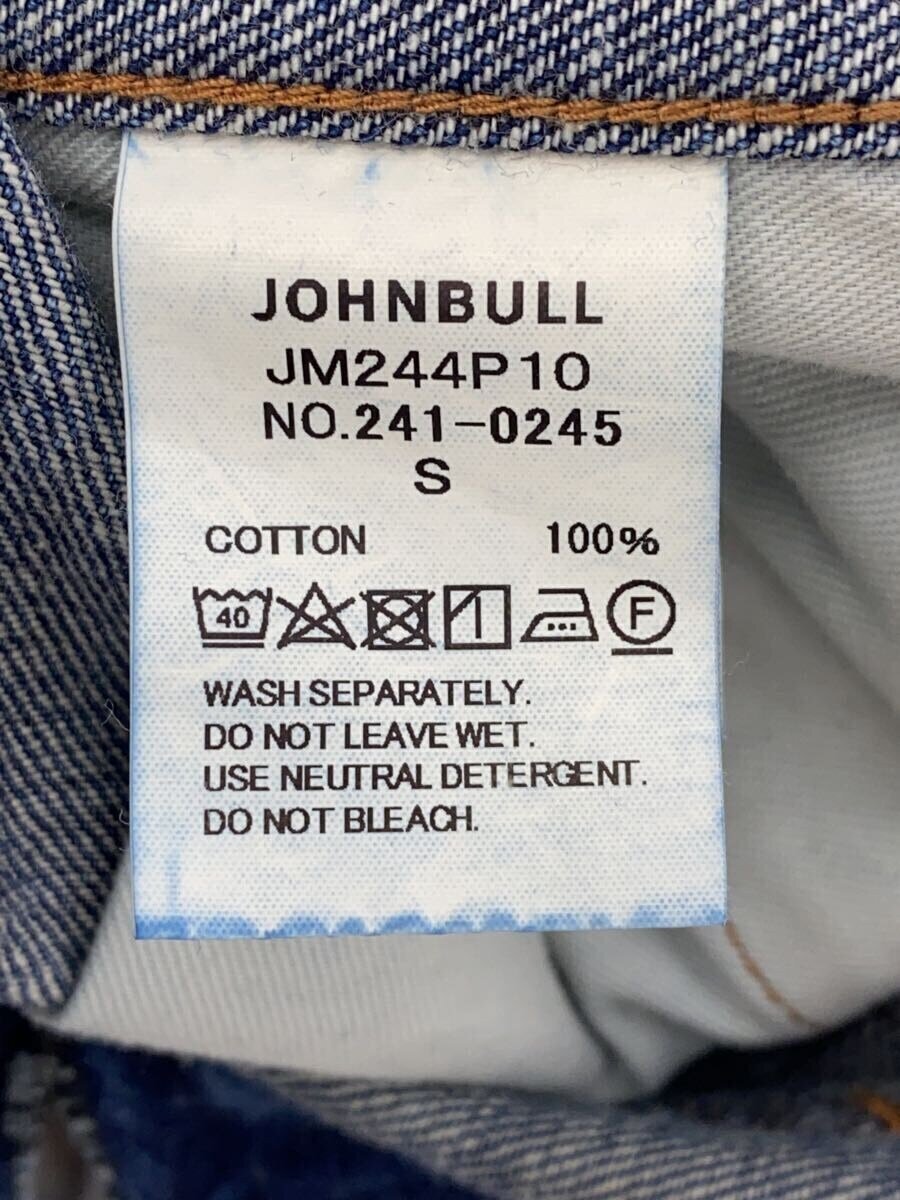 JOHNBULL
JM244P10
NO.241-0245
S
COTTON 100%
40 F
WASH SEPARATELY.
DO NOT LEAVE WET.
USE NEUTRAL DETERGENT.
DO NOT BLEACH.